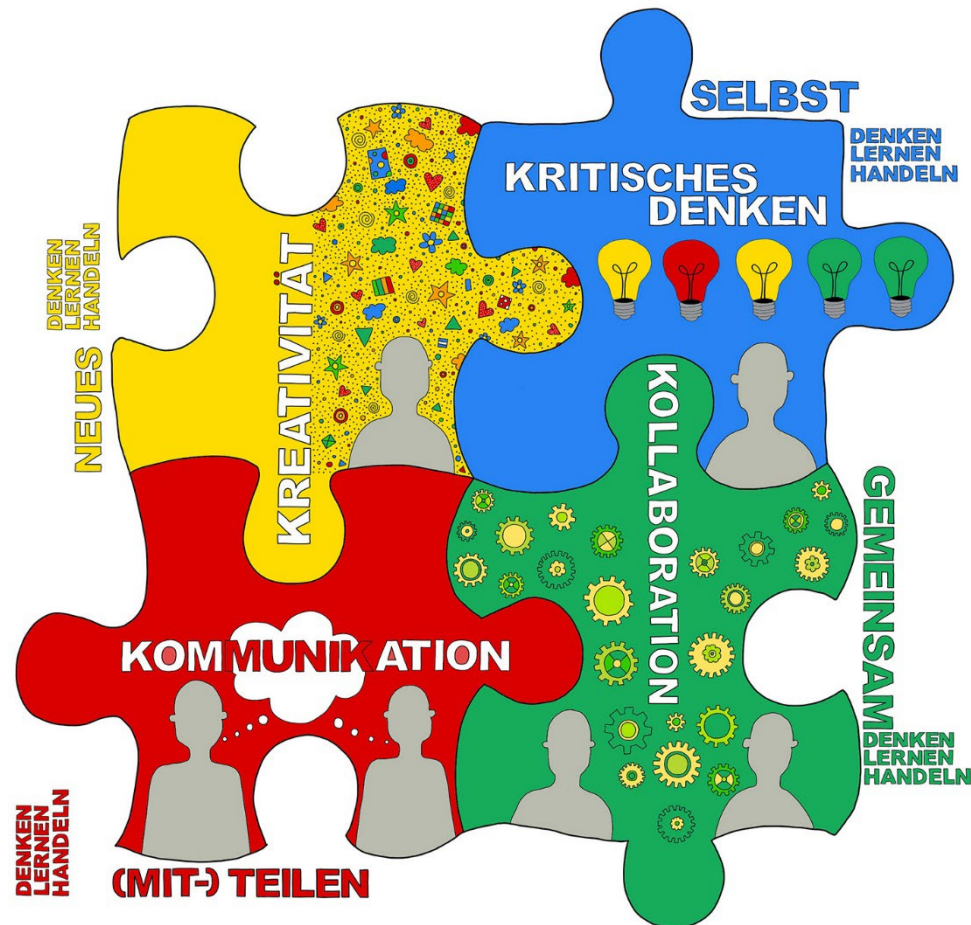 SELBST
DENKEN
LERNEN
HANDELN
KRITISCHES
DENKEN
NEUES
DENKEN
LERNEN
HANDELN
KREATIVITÄT
KOLLABORATION
GEMEINSAM
DENKEN
LERNEN
HANDELN
KOMMUNIKATION
DENKEN
LERNEN
HANDELN
(MIT-) TEILEN